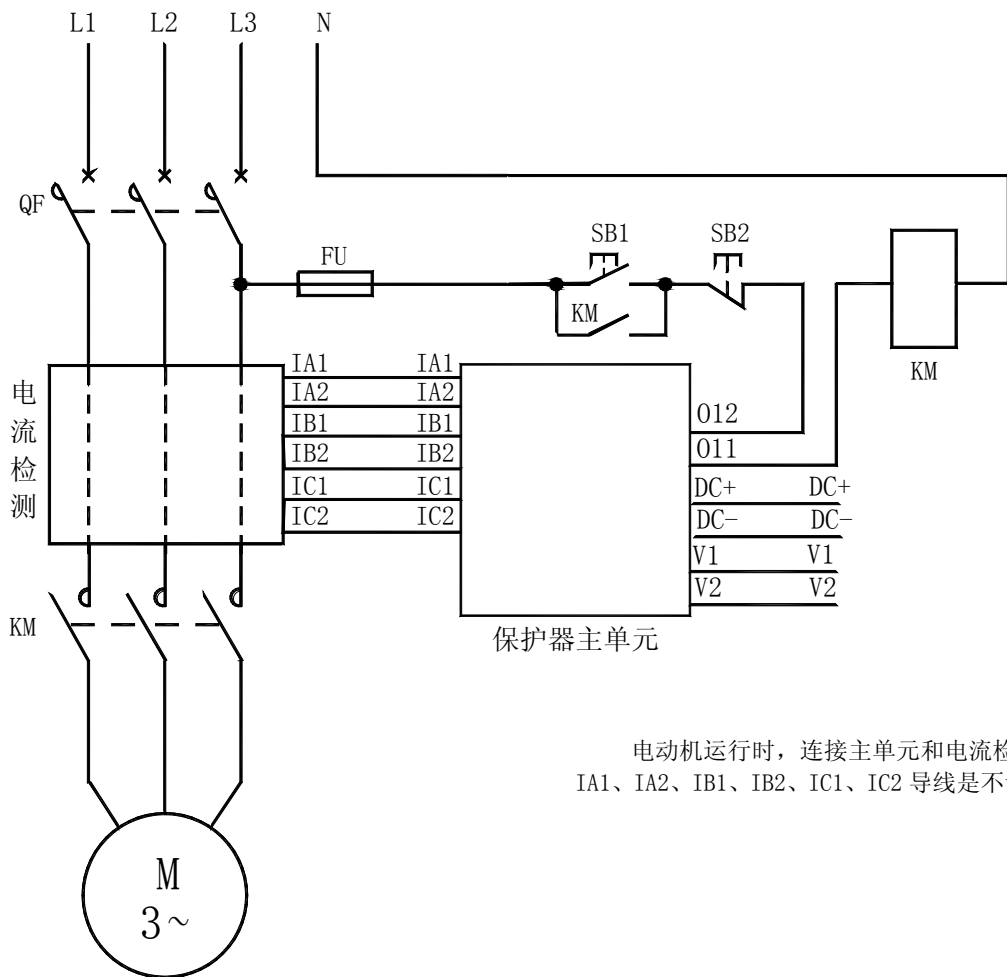 L1 L2 L3 N
QF
FU
SB1 SB2
KM
KM
电流检测
IA1 IA1
IA2 IA2
IB1 IB1
IB2 IB2
IC1 IC1
IC2 IC2
O12
O11
DC+ DC+
DC- DC-
V1 V1
V2 V2
保护器主单元
KM
M
3~
电动机运行时，连接主单元和电流检
IA1、IA2、IB1、IB2、IC1、IC2 导线是不